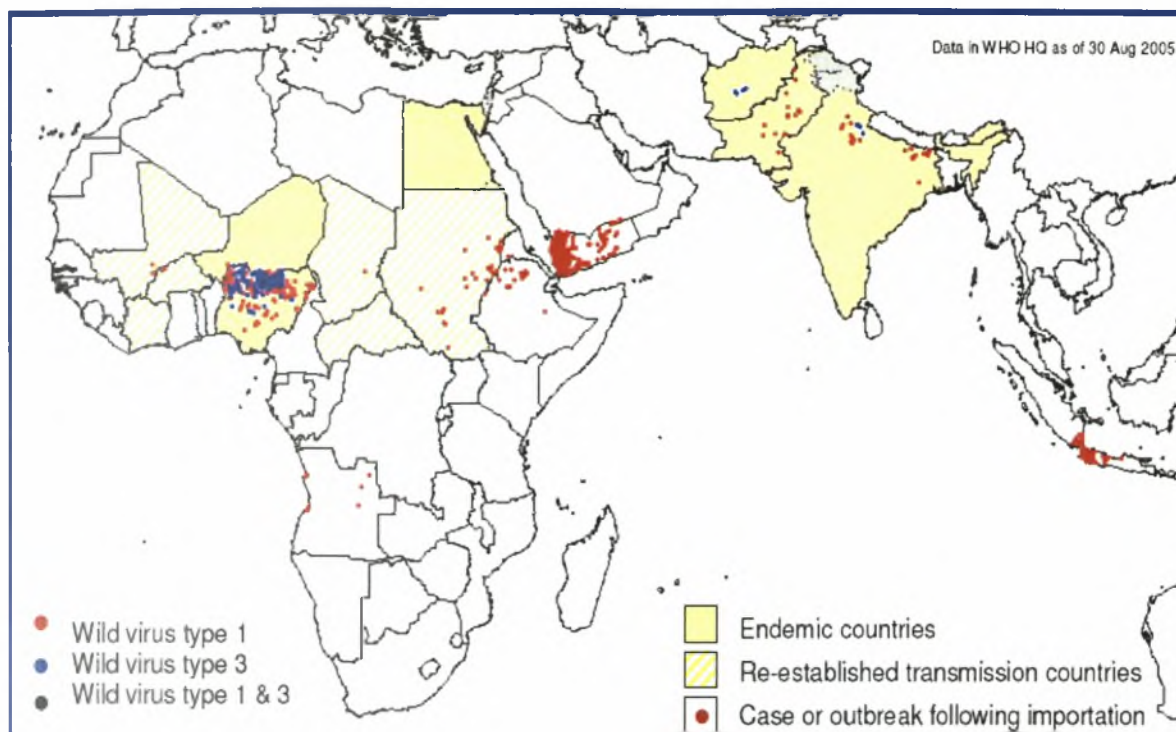 Data in WHO HQ as of 30 Aug 2005
Wild virus type 1
Wild virus type 3
Wild virus type 1 & 3
Endemic countries
Re-established transmission countries
Case or outbreak following importation